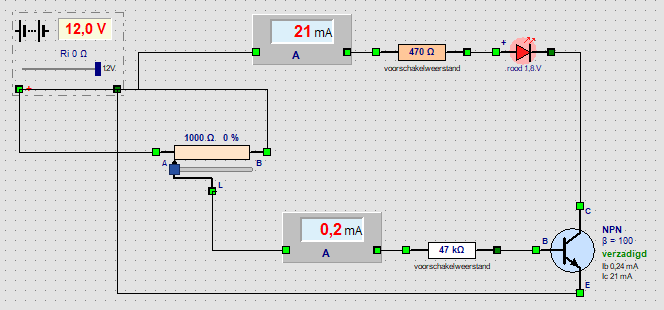 12,0 V
Ri 0 Ω
12V
+
21 mA
A
470 Ω
voorschakelweerstand
+
rood 1,8 V
1000 Ω. 0 %
A
B
L
0,2 mA
A
47 kΩ
voorschakelweerstand
C
B
E
NPN
β = 100
verzadigd
Ib 0,24 mA
Ic 21 mA